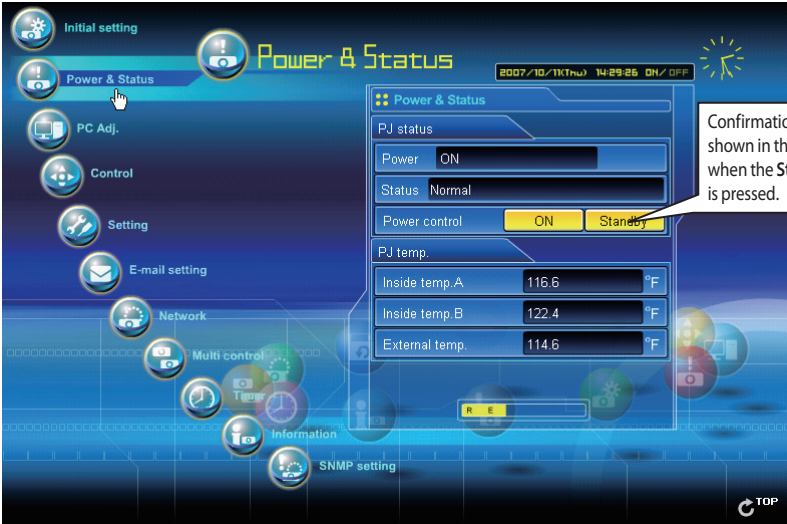 Initial setting
Power & Status
Power & Status
2007/10/11(Thu) 14:29:26 ON/OFF
Power & Status
PC Adj.
PJ status
Control
Power ON
Status Normal
Setting
Power control ON Standby
Confirmatio
shown in th
when the St
is pressed.
PJ temp.
E-mail setting
Inside temp.A 116.6 °F
Network
Inside temp.B 122.4 °F
Multi control
External temp. 114.6 °F
Timer
R E
Information
SNMP setting
TOP